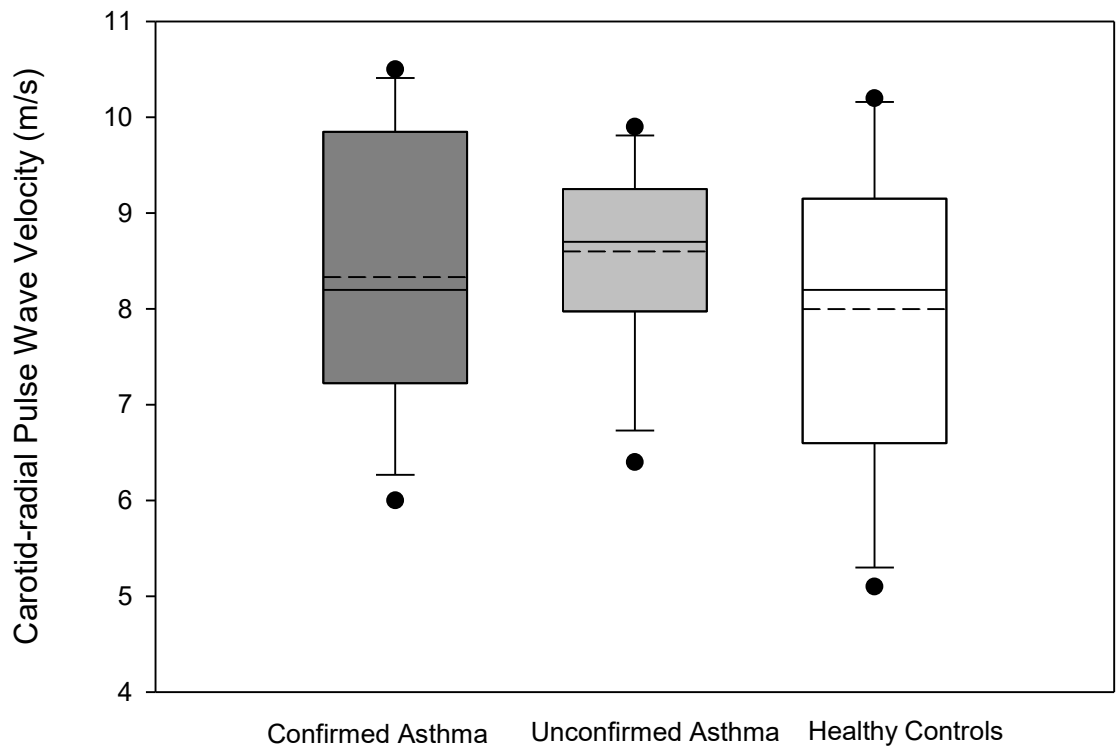 Carotid-radial Pulse Wave Velocity (m/s)
11
10
9
8
7
6
5
4
Confirmed Asthma
Unconfirmed Asthma
Healthy Controls